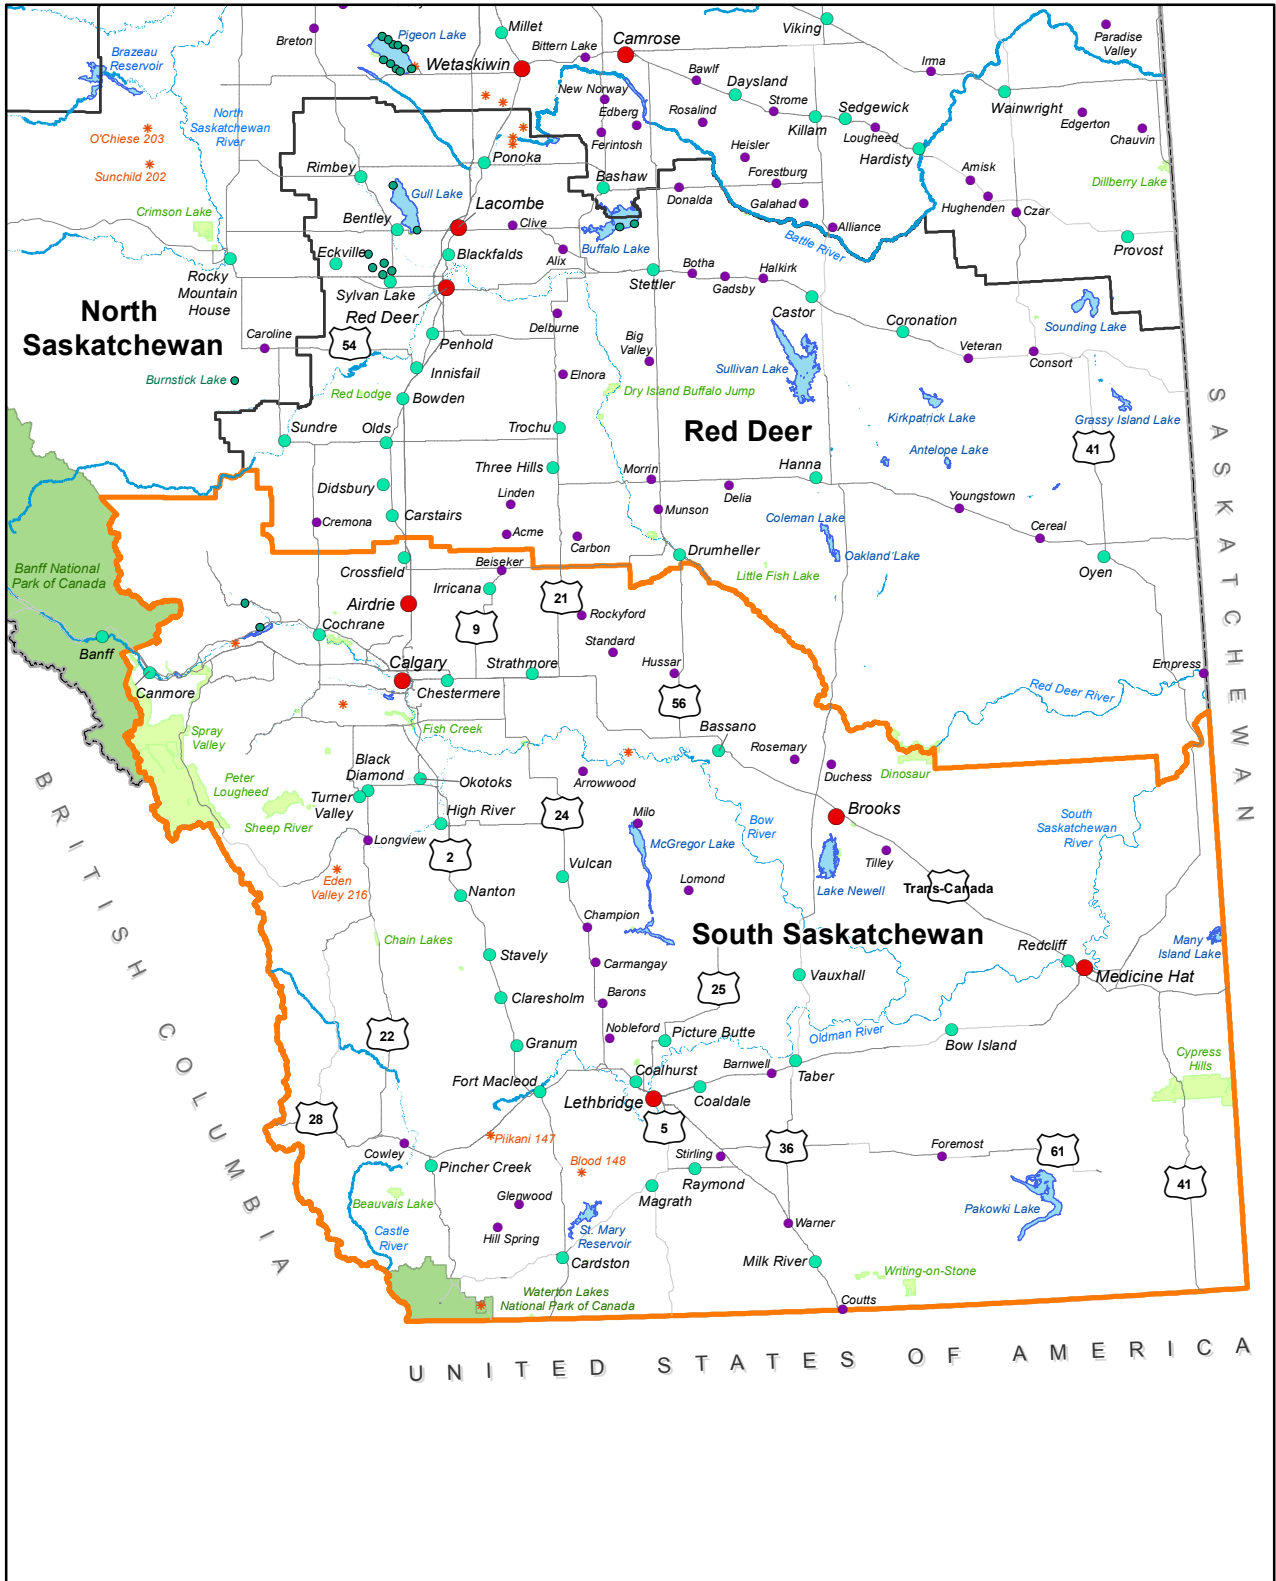 Breton
Pigeon Lake
Millet
Bittern Lake
Camrose
Viking
Paradise
Valley
Brazeau
Reservoir
Wetaskiwin
Bawlf
Irma
New Norway
Daysland
Strome
Sedgewick
Wainwright
North
Saskatchewan
River
Edberg
Rosalind
Killam
Lougheed
Edgerton
Chauvin
O'Chiese 203
Ferintosh
Heisler
Hardisty
Ponoka
Rimbey
Sunchild 202
Bashaw
Forestburg
Amisk
Dillberry Lake
Gull Lake
Donalda
Galahad
Hughenden
Czar
Crimson Lake
Bentley
Lacombe
Clive
Alliance
Provost
Buffalo Lake
Battle River
Eckville
Blackfalds
Alix
Rocky
Mountain
House
Stettler
Botha
Gadsby
Halkirk
Sylvan Lake
Red Deer
North
Saskatchewan
Castor
Delburne
Coronation
Sounding Lake
Caroline
54
Penhold
Big
Valley
Veteran
Consort
Innisfail
Sullivan Lake
Burnstick Lake
Elnora
Red Lodge
Bowden
Dry Island Buffalo Jump
Kirkpatrick Lake
Grassy Island Lake
Sundre
Olds
Trochu
Red Deer
Antelope Lake
41
Three Hills
Morrin
Hanna
Didsbury
Linden
Delia
Youngstown
Cremona
Carstairs
Munson
Coleman Lake
Cereal
Acme
Carbon
Crossfield
Drumheller
Oakland Lake
Oyen
Banff National
Park of Canada
Beiseker
Little Fish Lake
Irricana
21
Airdrie
Rockyford
Cochrane
9
Banff
Standard
Calgary
Strathmore
Hussar
Empress
Canmore
Chestermere
56
Red Deer River
Spray
Valley
Fish Creek
Bassano
Rosemary
Black
Diamond
Duchess
Dinosaur
Peter
Lougheed
Okotoks
Arrowwood
Turner
Valley
High River
24
Milo
Brooks
Sheep River
Bow
River
South
Saskatchewan
River
Longview
McGregor Lake
2
Vulcan
Tilley
Eden
Valley 216
Nanton
Lomond
Lake Newell
Trans-Canada
Champion
South Saskatchewan
Chain Lakes
Stavely
Redcliff
Many
Island Lake
Carmangay
Vauxhall
Medicine Hat
Claresholm
Barons
25
22
Nobleford
Picture Butte
Oldman River
Granum
Bow Island
Cypress
Hills
Coalhurst
Barnwell
Taber
Fort Macleod
Lethbridge
Coaldale
28
5
Piikani 147
Cowley
Stirling
36
Foremost
61
Pincher Creek
Blood 148
Raymond
41
Beauvais Lake
Glenwood
Magrath
Pakowki Lake
Castle
River
Hill Spring
St. Mary
Reservoir
Warner
Cardston
Milk River
Writing-on-Stone
Waterton Lakes
National Park of Canada
Coutts
BRITISH COLUMBIA
SASKATCHEWAN
UNITED STATES OF AMERICA